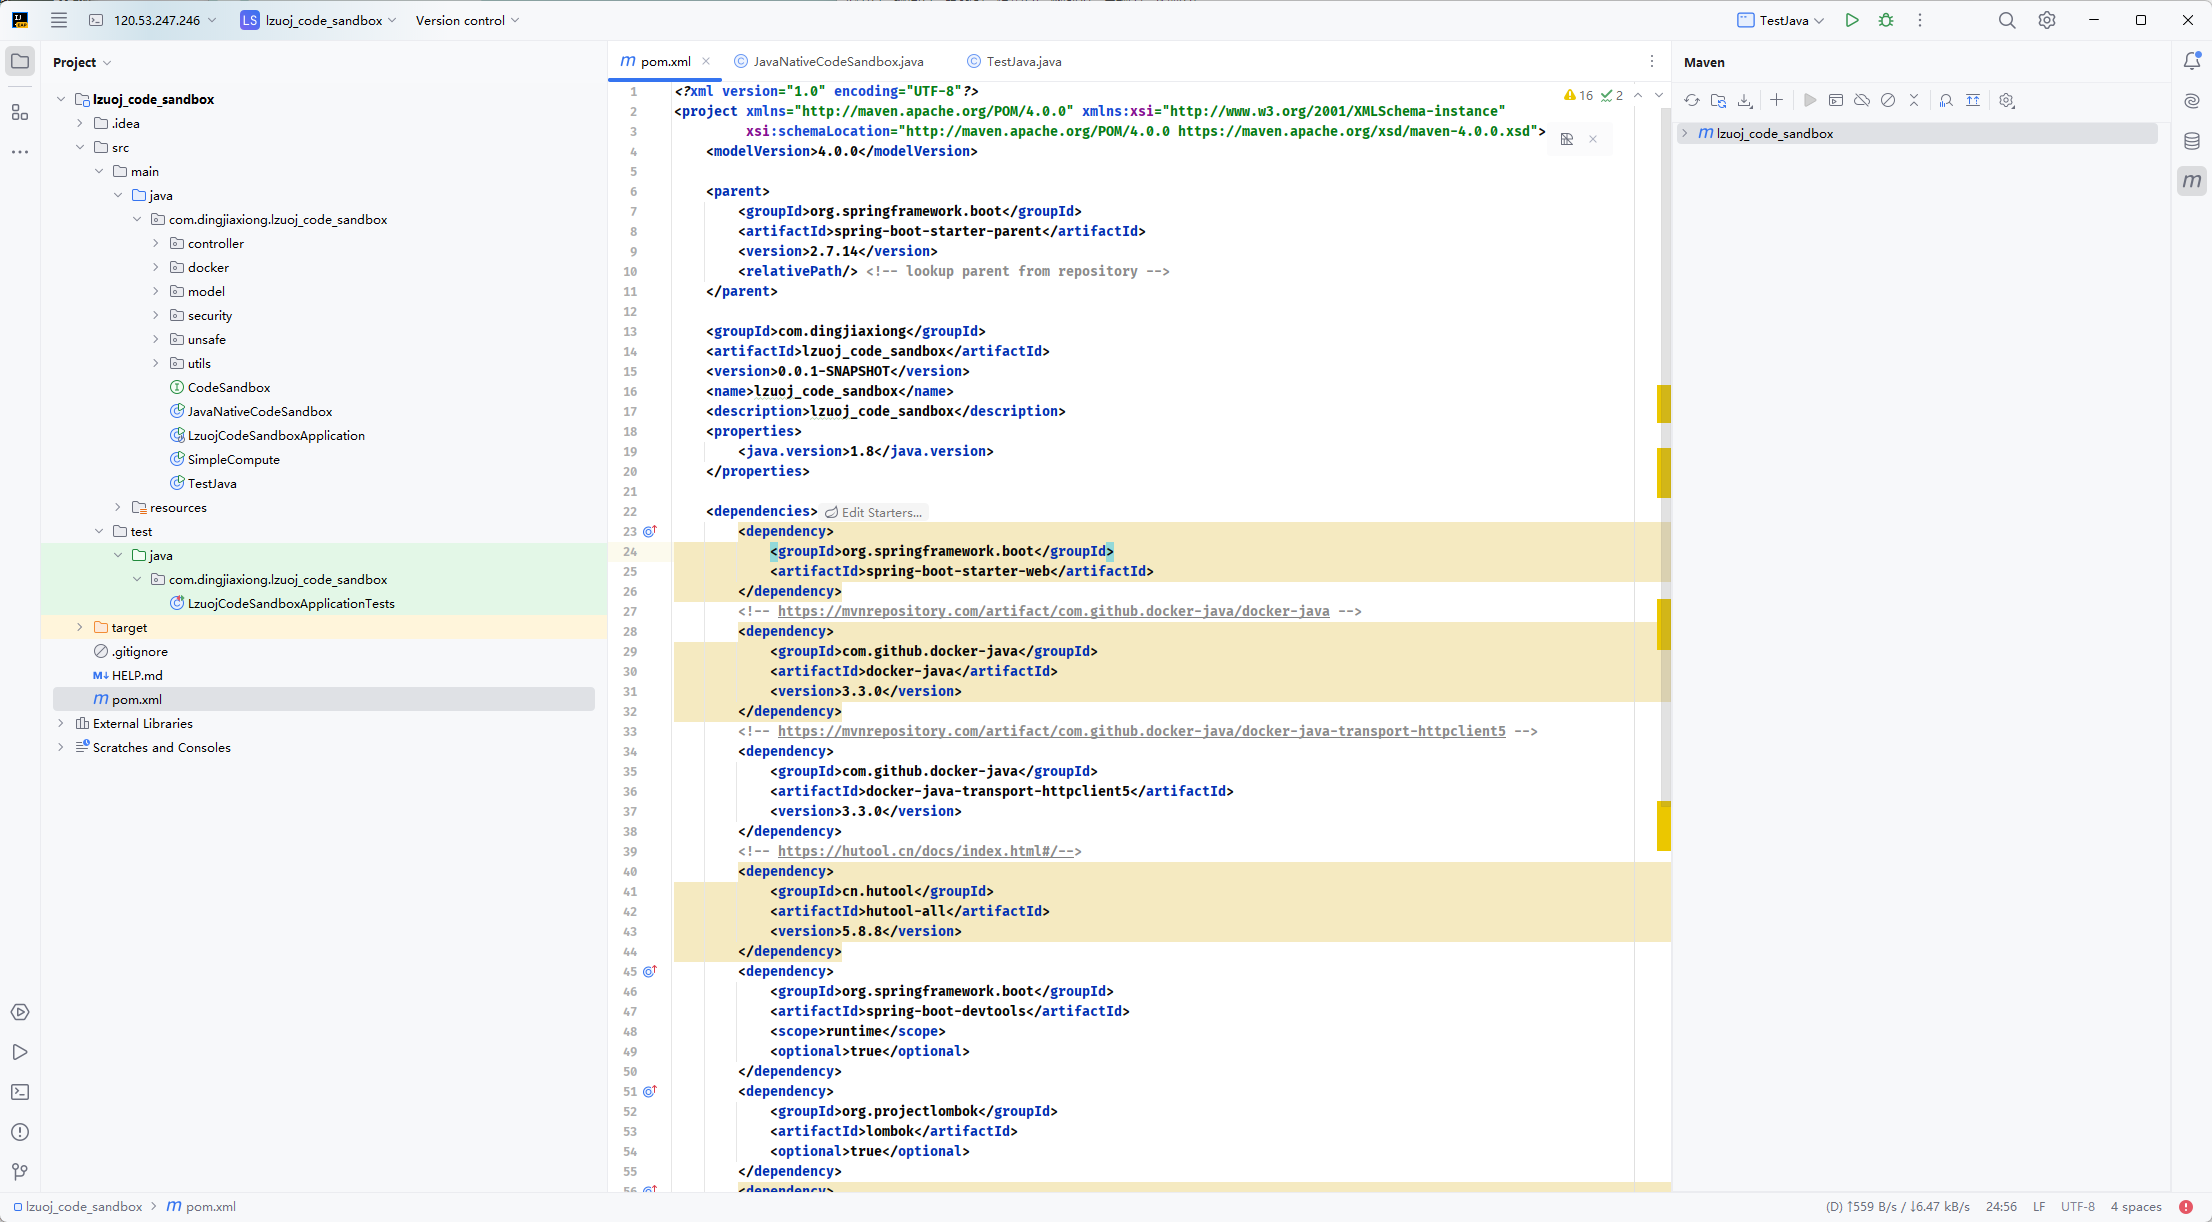 120.53.247.246
LS lzuoj_code_sandbox
Version control
TestJava
Project
lzuoj_code_sandbox
.idea
src
main
java
com.dingjiaxiong.lzuoj_code_sandbox
controller
docker
model
security
unsafe
utils
CodeSandbox
JavaNativeCodeSandbox
LzuojCodeSandboxApplication
SimpleCompute
TestJava
resources
test
java
com.dingjiaxiong.lzuoj_code_sandbox
LzuojCodeSandboxApplicationTests
target
.gitignore
HELP.md
pom.xml
External Libraries
Scratches and Consoles
pom.xml
JavaNativeCodeSandbox.java
TestJava.java
16 2
1 <?xml version="1.0" encoding="UTF-8"?>
2 <project xmlns="http://maven.apache.org/POM/4.0.0" xmlns:xsi="http://www.w3.org/2001/XMLSchema-instance"
3 xsi:schemaLocation="http://maven.apache.org/POM/4.0.0 https://maven.apache.org/xsd/maven-4.0.0.xsd">
4 <modelVersion>4.0.0</modelVersion>
5
6 <parent>
7 <groupId>org.springframework.boot</groupId>
8 <artifactId>spring-boot-starter-parent</artifactId>
9 <version>2.7.14</version>
10 <relativePath/> <!-- lookup parent from repository -->
11 </parent>
12
13 <groupId>com.dingjiaxiong</groupId>
14 <artifactId>lzuoj_code_sandbox</artifactId>
15 <version>0.0.1-SNAPSHOT</version>
16 <name>lzuoj_code_sandbox</name>
17 <description>lzuoj_code_sandbox</description>
18 <properties>
19 <java.version>1.8</java.version>
20 </properties>
21
22 <dependencies> Edit Starters...
23 <dependency>
24 <groupId>org.springframework.boot</groupId>
25 <artifactId>spring-boot-starter-web</artifactId>
26 </dependency>
27 <!-- https://mvnrepository.com/artifact/com.github.docker-java/docker-java -->
28 <dependency>
29 <groupId>com.github.docker-java</groupId>
30 <artifactId>docker-java</artifactId>
31 <version>3.3.0</version>
32 </dependency>
33 <!-- https://mvnrepository.com/artifact/com.github.docker-java/docker-java-transport-httpclient5 -->
34 <dependency>
35 <groupId>com.github.docker-java</groupId>
36 <artifactId>docker-java-transport-httpclient5</artifactId>
37 <version>3.3.0</version>
38 </dependency>
39 <!-- https://hutool.cn/docs/index.html#/-->
40 <dependency>
41 <groupId>cn.hutool</groupId>
42 <artifactId>hutool-all</artifactId>
43 <version>5.8.8</version>
44 </dependency>
45 <dependency>
46 <groupId>org.springframework.boot</groupId>
47 <artifactId>spring-boot-devtools</artifactId>
48 <scope>runtime</scope>
49 <optional>true</optional>
50 </dependency>
51 <dependency>
52 <groupId>org.projectlombok</groupId>
53 <artifactId>lombok</artifactId>
54 <optional>true</optional>
55 </dependency>
56 <dependency>
Maven
lzuoj_code_sandbox
lzuoj_code_sandbox > pom.xml
(D) ↑559 B/s / ↓6.47 kB/s 24:56 LF UTF-8 4 spaces